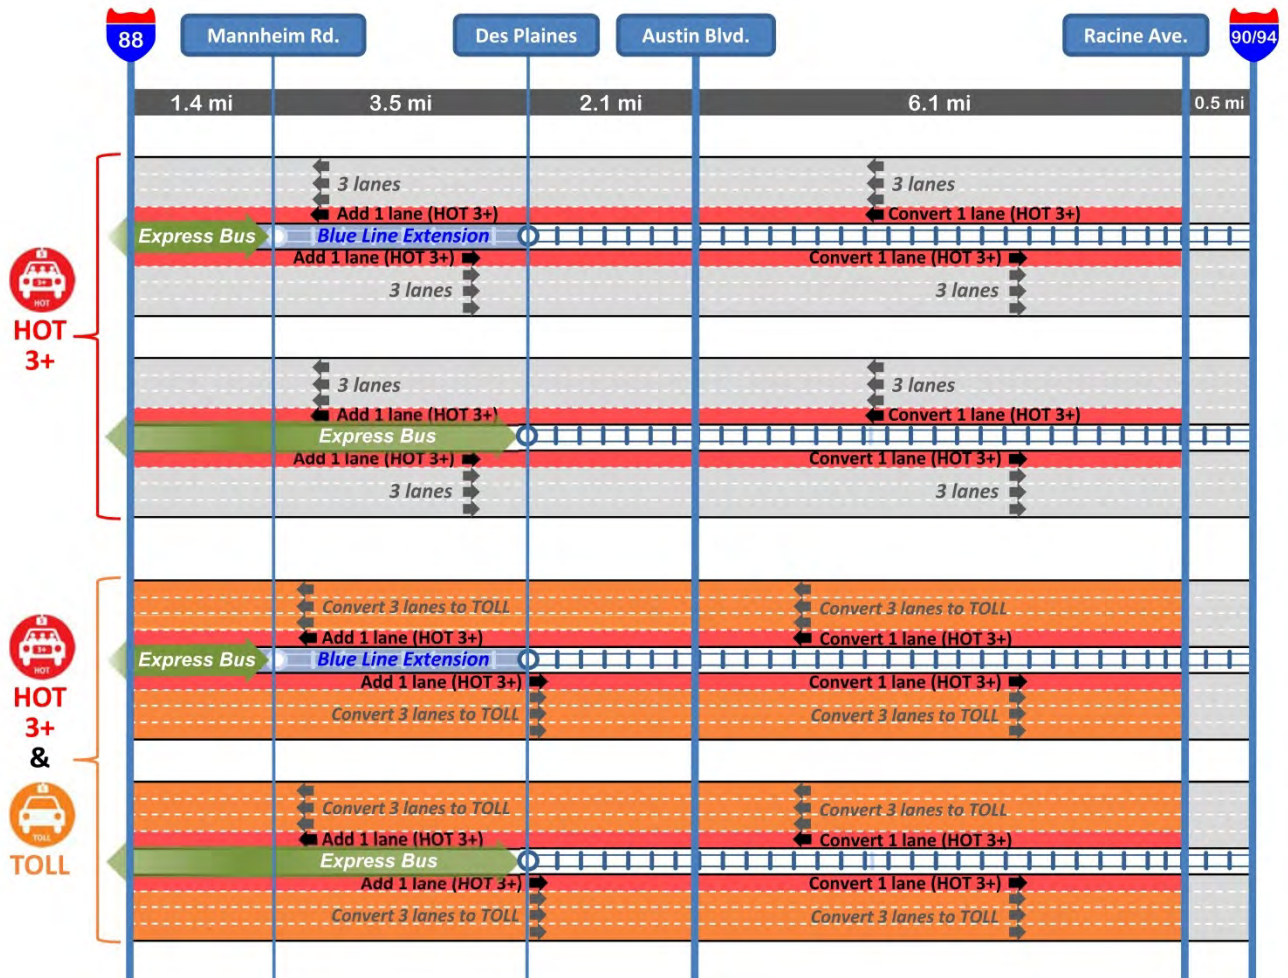 88
Mannheim Rd.
Des Plaines
Austin Blvd.
Racine Ave.
90/94
1.4 mi
3.5 mi
2.1 mi
6.1 mi
0.5 mi
3 lanes
3 lanes
Add 1 lane (HOT 3+)
Convert 1 lane (HOT 3+)
Express Bus
Blue Line Extension
Add 1 lane (HOT 3+)
Convert 1 lane (HOT 3+)
3 lanes
3 lanes
3+
HOT
HOT
3+
3 lanes
3 lanes
Add 1 lane (HOT 3+)
Convert 1 lane (HOT 3+)
Express Bus
Add 1 lane (HOT 3+)
Convert 1 lane (HOT 3+)
3 lanes
3 lanes
Convert 3 lanes to TOLL
Convert 3 lanes to TOLL
Add 1 lane (HOT 3+)
Convert 1 lane (HOT 3+)
Express Bus
Blue Line Extension
Add 1 lane (HOT 3+)
Convert 1 lane (HOT 3+)
Convert 3 lanes to TOLL
Convert 3 lanes to TOLL
3+
HOT
HOT
3+
&
TOLL
TOLL
Convert 3 lanes to TOLL
Convert 3 lanes to TOLL
Add 1 lane (HOT 3+)
Convert 1 lane (HOT 3+)
Express Bus
Add 1 lane (HOT 3+)
Convert 1 lane (HOT 3+)
Convert 3 lanes to TOLL
Convert 3 lanes to TOLL